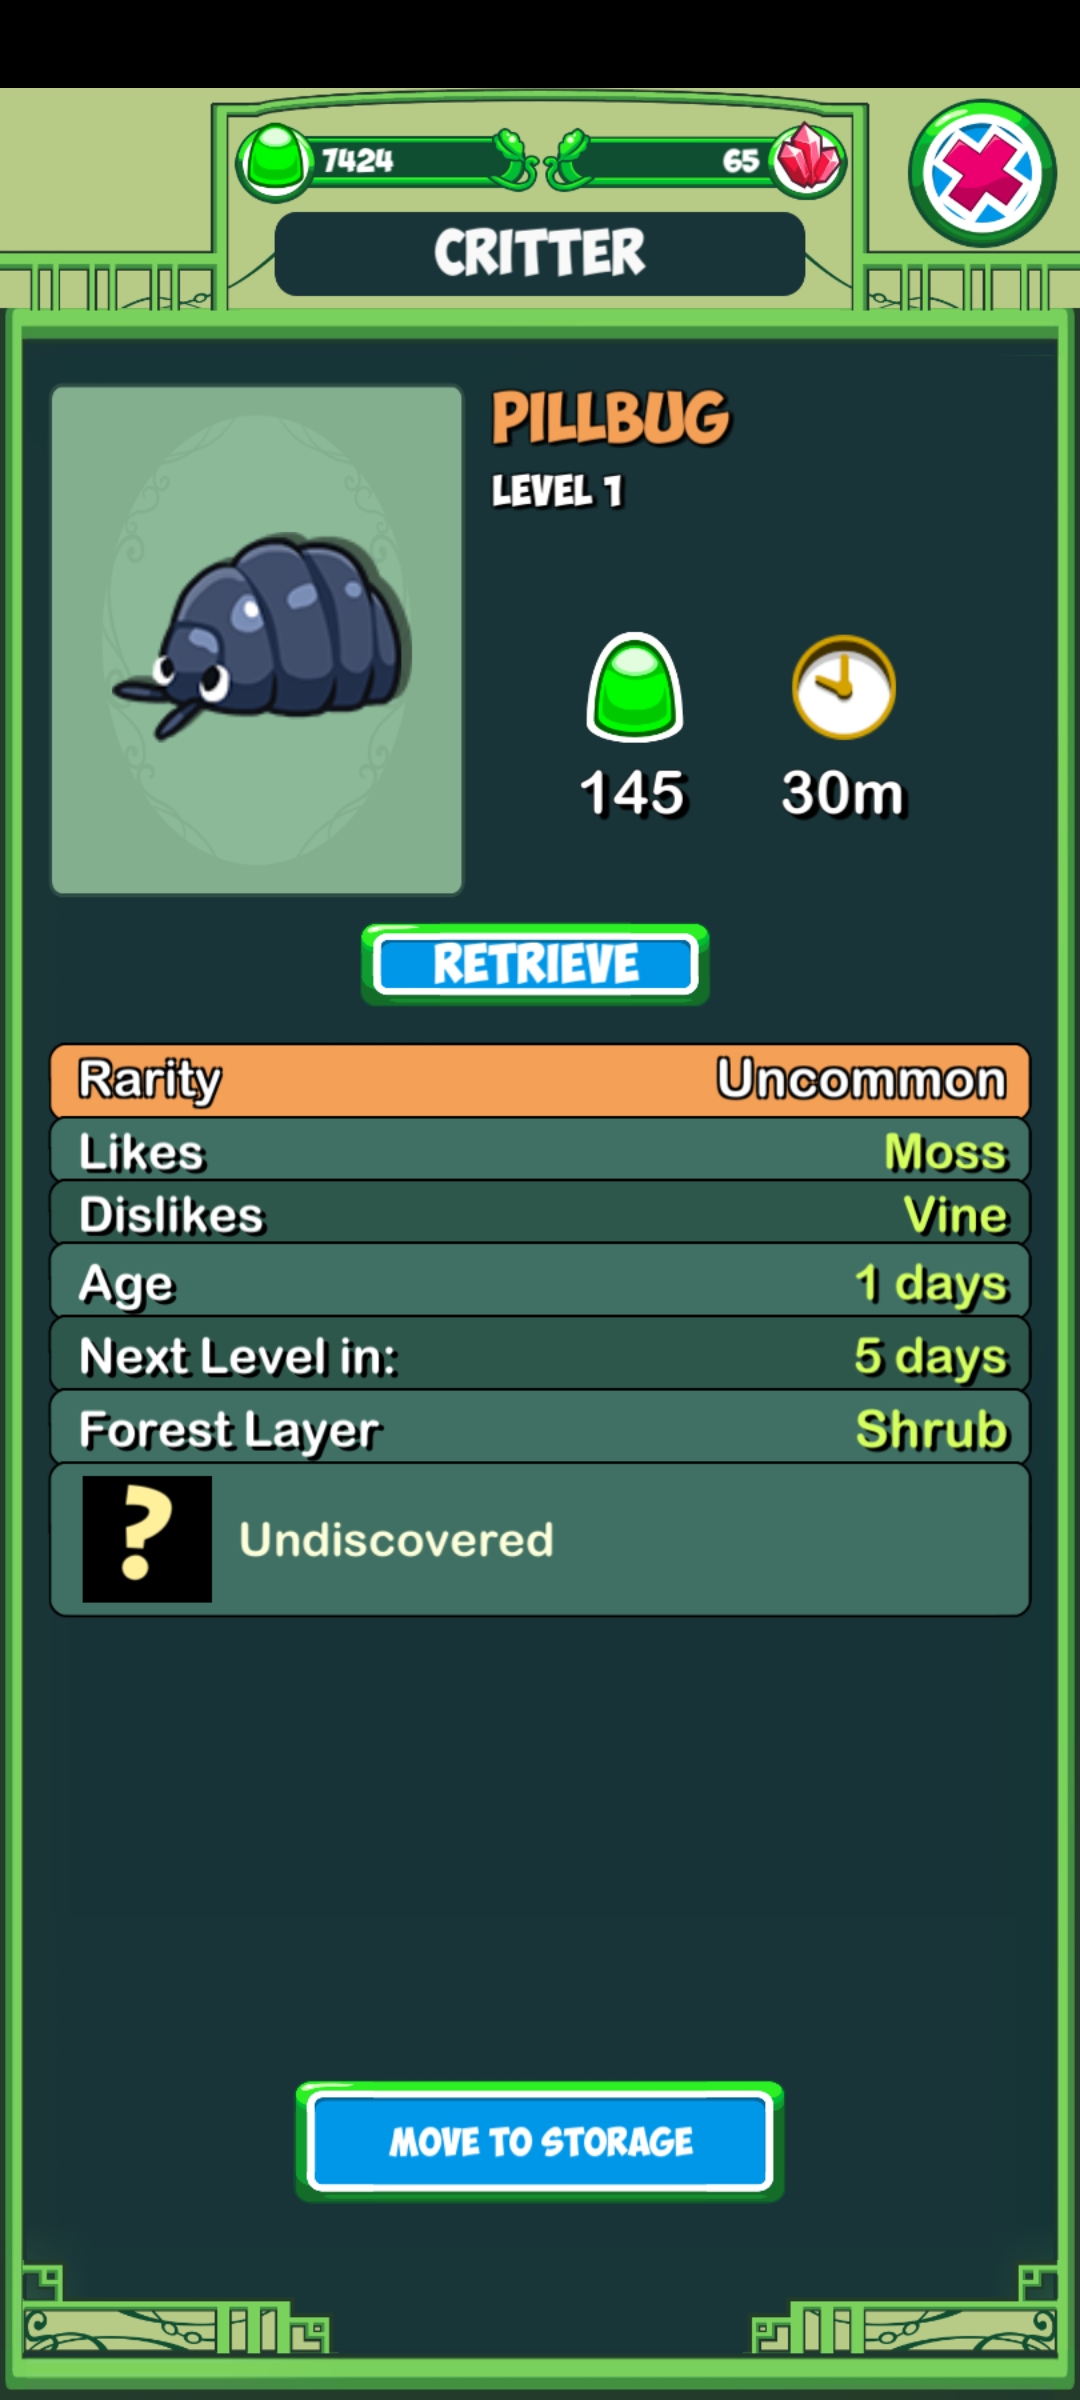 7424
65
CRITTER
PILLBUG
LEVEL 1
145
30m
RETRIEVE
Rarity Uncommon
Likes Moss
Dislikes Vine
Age 1 days
Next Level in: 5 days
Forest Layer Shrub
? Undiscovered
MOVE TO STORAGE